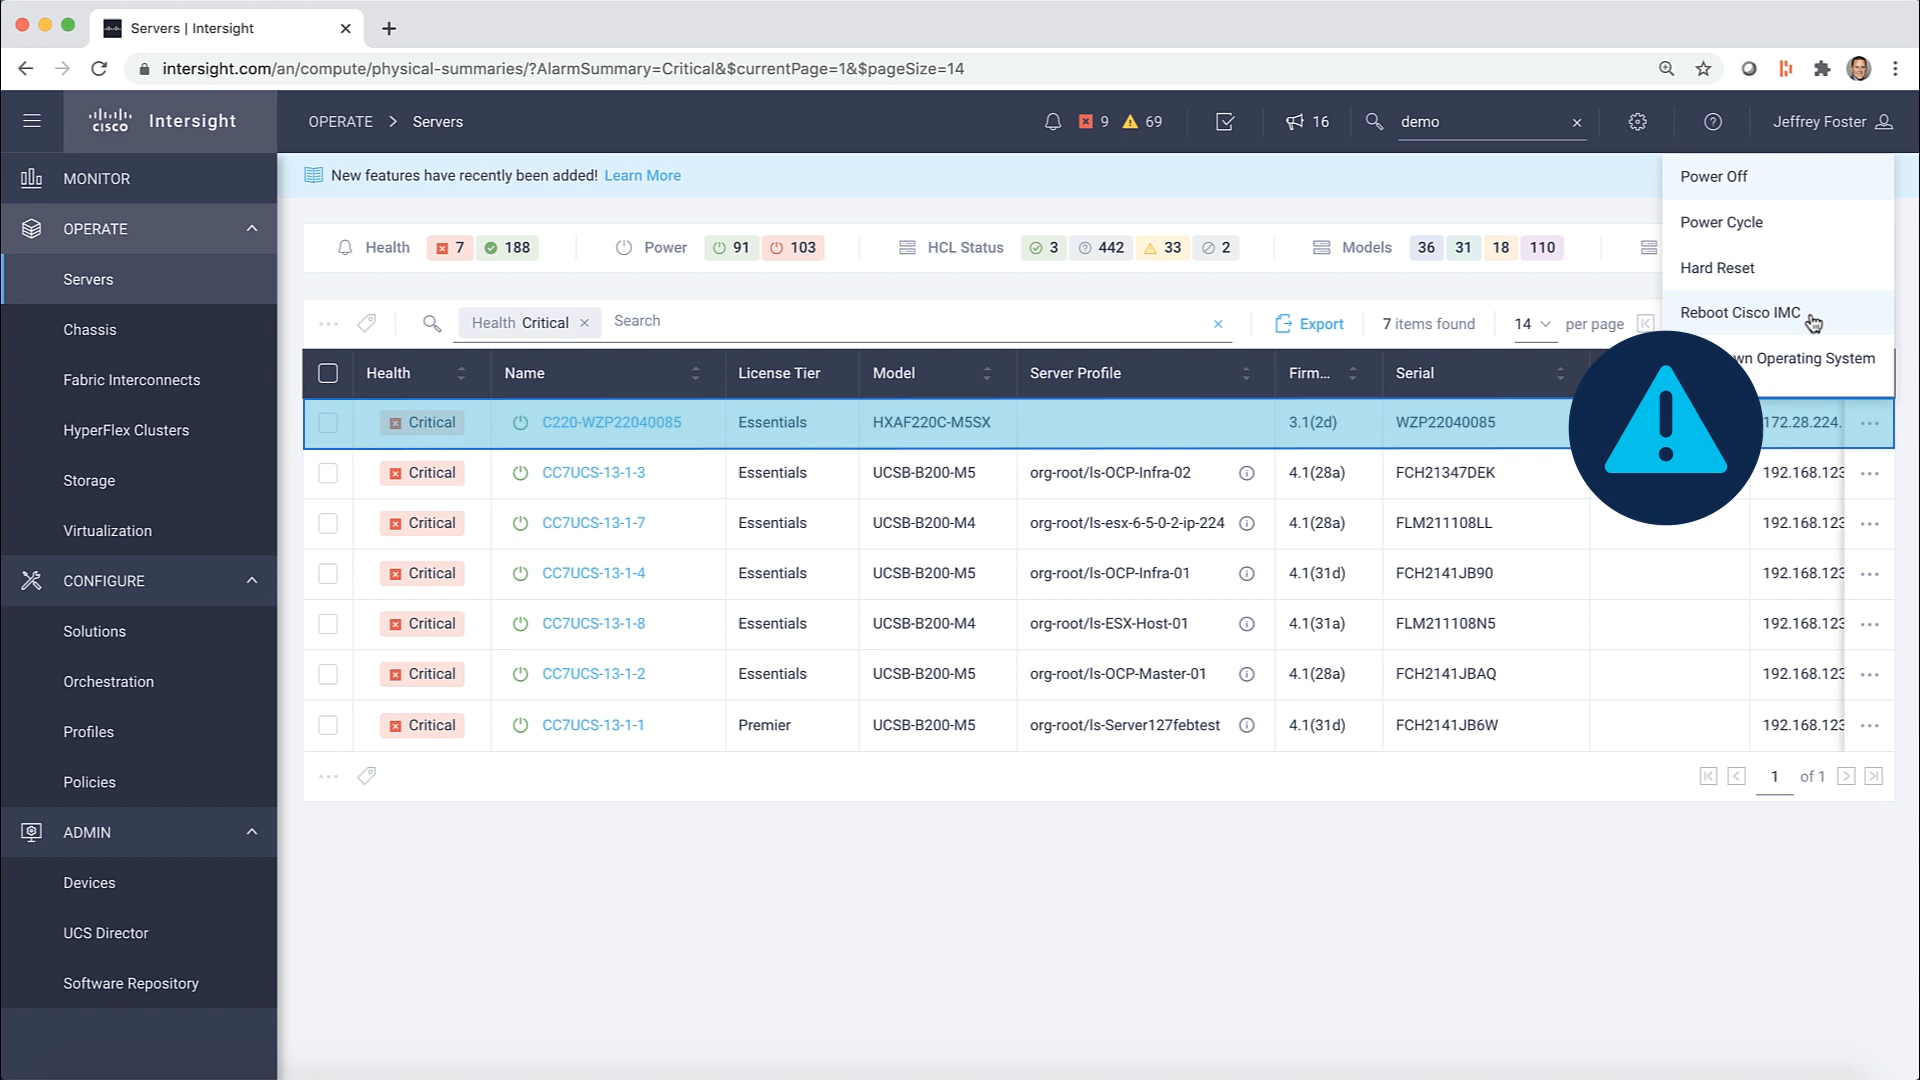 Servers | Intersight
intersight.com/an/compute/physical-summaries/?AlarmSummary=Critical&$currentPage=1&$pageSize=14
CISCO Intersight OPERATE > Servers 9 69 16 demo Jeffrey Foster
MONITOR
OPERATE
Servers
Chassis
Fabric Interconnects
HyperFlex Clusters
Storage
Virtualization
CONFIGURE
Solutions
Orchestration
Profiles
Policies
ADMIN
Devices
UCS Director
Software Repository
New features have recently been added! Learn More
Power Off
Power Cycle
Hard Reset
Reboot Cisco IMC
Operating System
Health 7 188 Power 91 103 HCL Status 3 442 33 2 Models 36 31 18 110
Health Critical Search Export 7 items found 14 per page
Health Name License Tier Model Server Profile Firm... Serial
Critical C220-WZP22040085 Essentials HXAF220C-M5SX 3.1(2d) WZP22040085 172.28.224.
Critical CC7UCS-13-1-3 Essentials UCSB-B200-M5 org-root/ls-OCP-Infra-02 4.1(28a) FCH21347DEK 192.168.123
Critical CC7UCS-13-1-7 Essentials UCSB-B200-M4 org-root/ls-esx-6-5-0-2-ip-224 4.1(28a) FLM211108LL 192.168.123
Critical CC7UCS-13-1-4 Essentials UCSB-B200-M5 org-root/ls-OCP-Infra-01 4.1(31d) FCH2141JB90 192.168.123
Critical CC7UCS-13-1-8 Essentials UCSB-B200-M4 org-root/ls-ESX-Host-01 4.1(31a) FLM211108N5 192.168.123
Critical CC7UCS-13-1-2 Essentials UCSB-B200-M5 org-root/ls-OCP-Master-01 4.1(28a) FCH2141JBAQ 192.168.123
Critical CC7UCS-13-1-1 Premier UCSB-B200-M5 org-root/ls-Server127febtest 4.1(31d) FCH2141JB6W 192.168.123
1 of 1